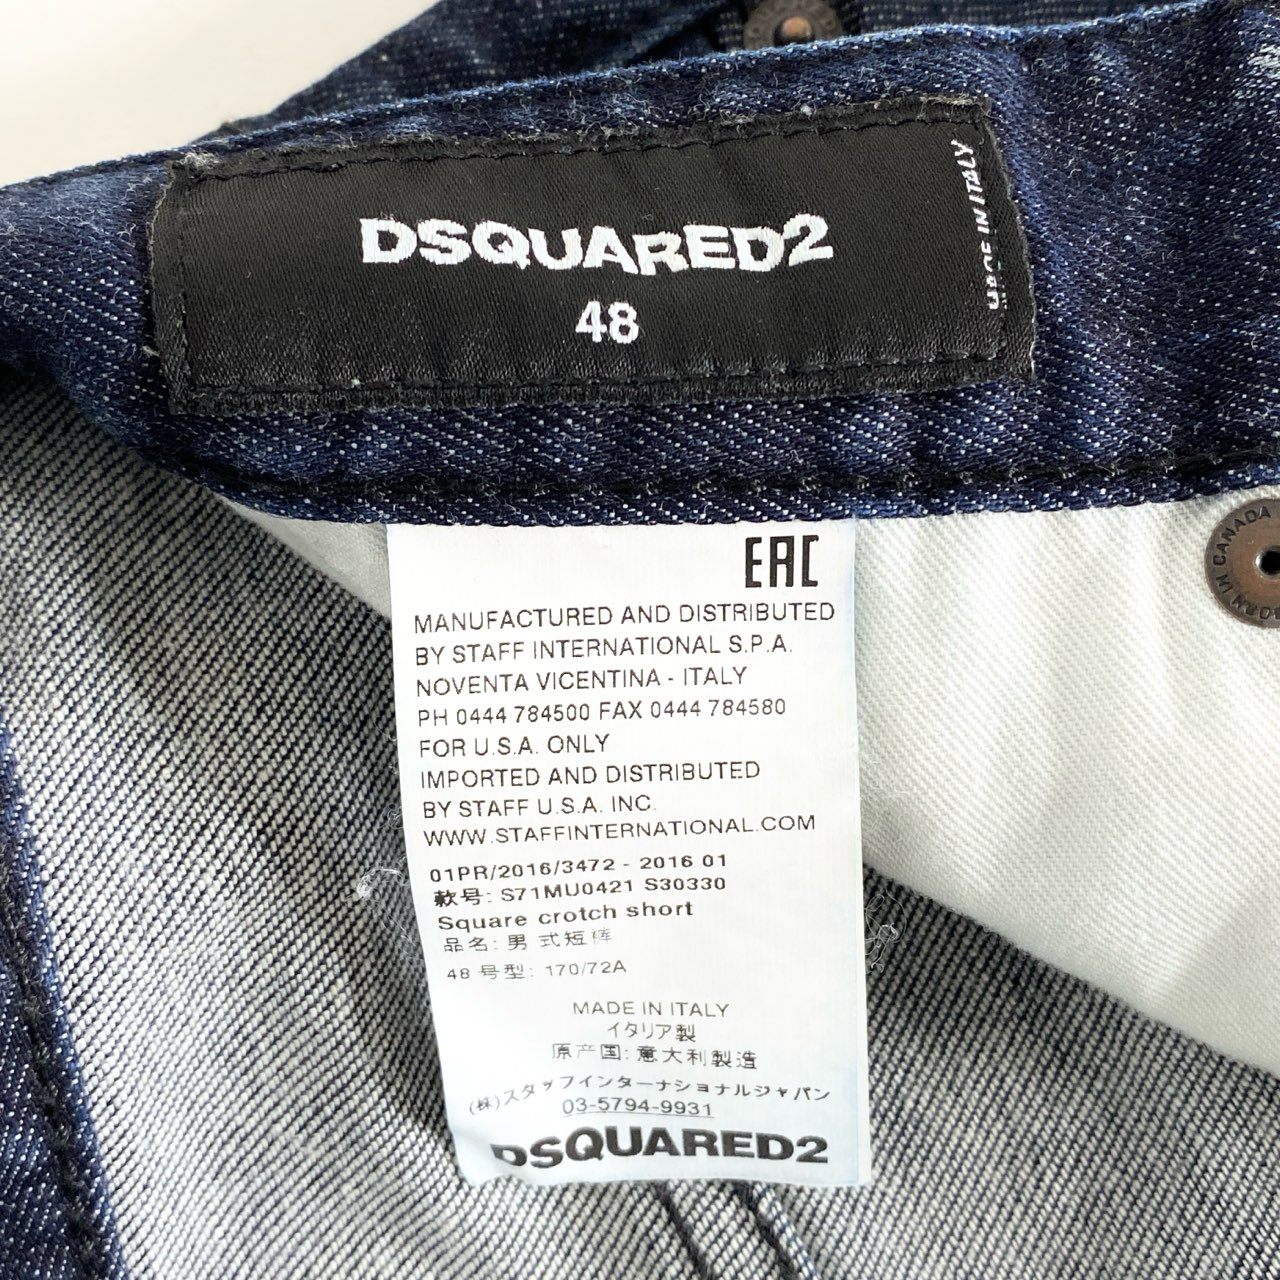 DSQUARED2
48
MADE IN ITALY
BORN IN CANADA
EAC
MANUFACTURED AND DISTRIBUTED
BY STAFF INTERNATIONAL S.P.A.
NOVENTA VICENTINA - ITALY
PH 0444 784500 FAX 0444 784580
FOR U.S.A. ONLY
IMPORTED AND DISTRIBUTED
BY STAFF U.S.A. INC.
WWW.STAFFINTERNATIONAL.COM
01PR/2016/3472 - 2016 01
款号: S71MU0421 S30330
Square crotch short
品名: 男式短裤
48 号型: 170/72A
MADE IN ITALY
イタリア製
原产国: 意大利製造
(株)スタッフインターナショナルジャパン
03-5794-9931
DSQUARED2